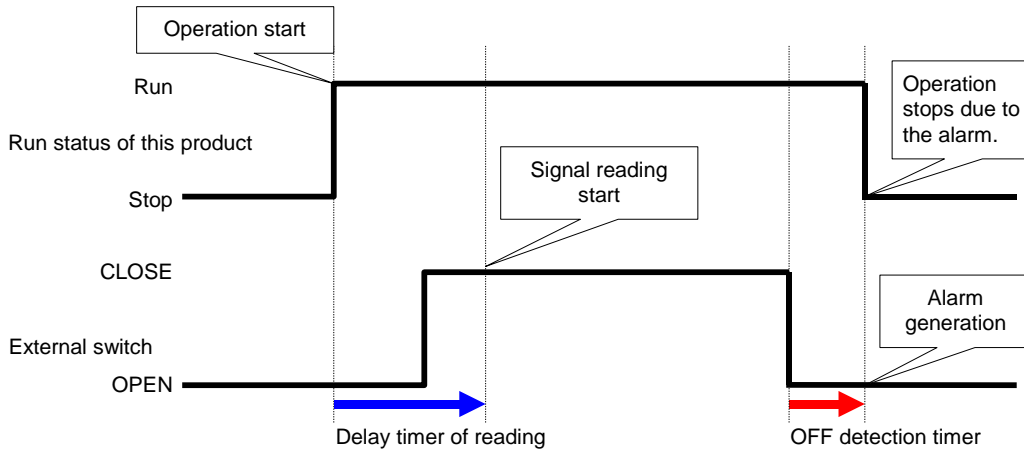 Operation start
Run
Operation
stops due to
the alarm.
Run status of this product
Signal reading
start
Stop
CLOSE
Alarm
generation
External switch
OPEN
Delay timer of reading
OFF detection timer